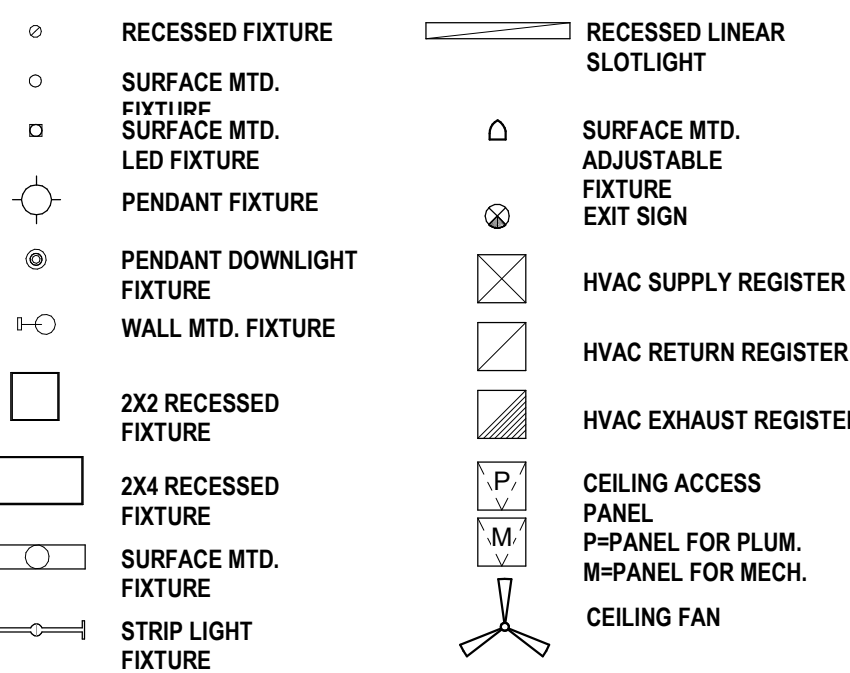 RECESSED FIXTURE
SURFACE MTD.
FIXTURE
SURFACE MTD.
LED FIXTURE
PENDANT FIXTURE
PENDANT DOWNLIGHT
FIXTURE
WALL MTD. FIXTURE
2X2 RECESSED
FIXTURE
2X4 RECESSED
FIXTURE
SURFACE MTD.
FIXTURE
STRIP LIGHT
FIXTURE
RECESSED LINEAR
SLOTLIGHT
SURFACE MTD.
ADJUSTABLE
FIXTURE
EXIT SIGN
HVAC SUPPLY REGISTER
HVAC RETURN REGISTER
HVAC EXHAUST REGISTER
P
M
CEILING ACCESS
PANEL
P=PANEL FOR PLUM.
M=PANEL FOR MECH.
CEILING FAN